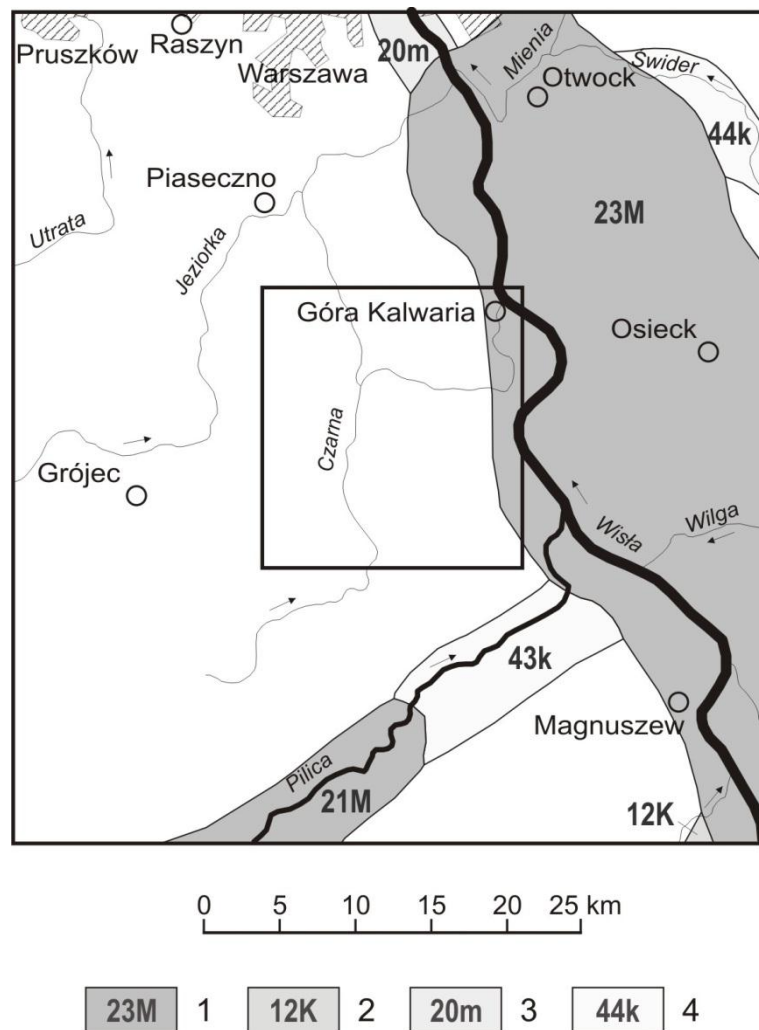 Pruszków
Raszyn
Warszawa
20m
Mienia
Świder
Otwock
44k
Piaseczno
Utrata
Jeziorka
23M
Góra Kalwaria
Osieck
Czarna
Grójec
Wisła
Wilga
43k
Magnuszew
Pilica
21M
12K
0 5 10 15 20 25 km
23M 1 12K 2 20m 3 44k 4